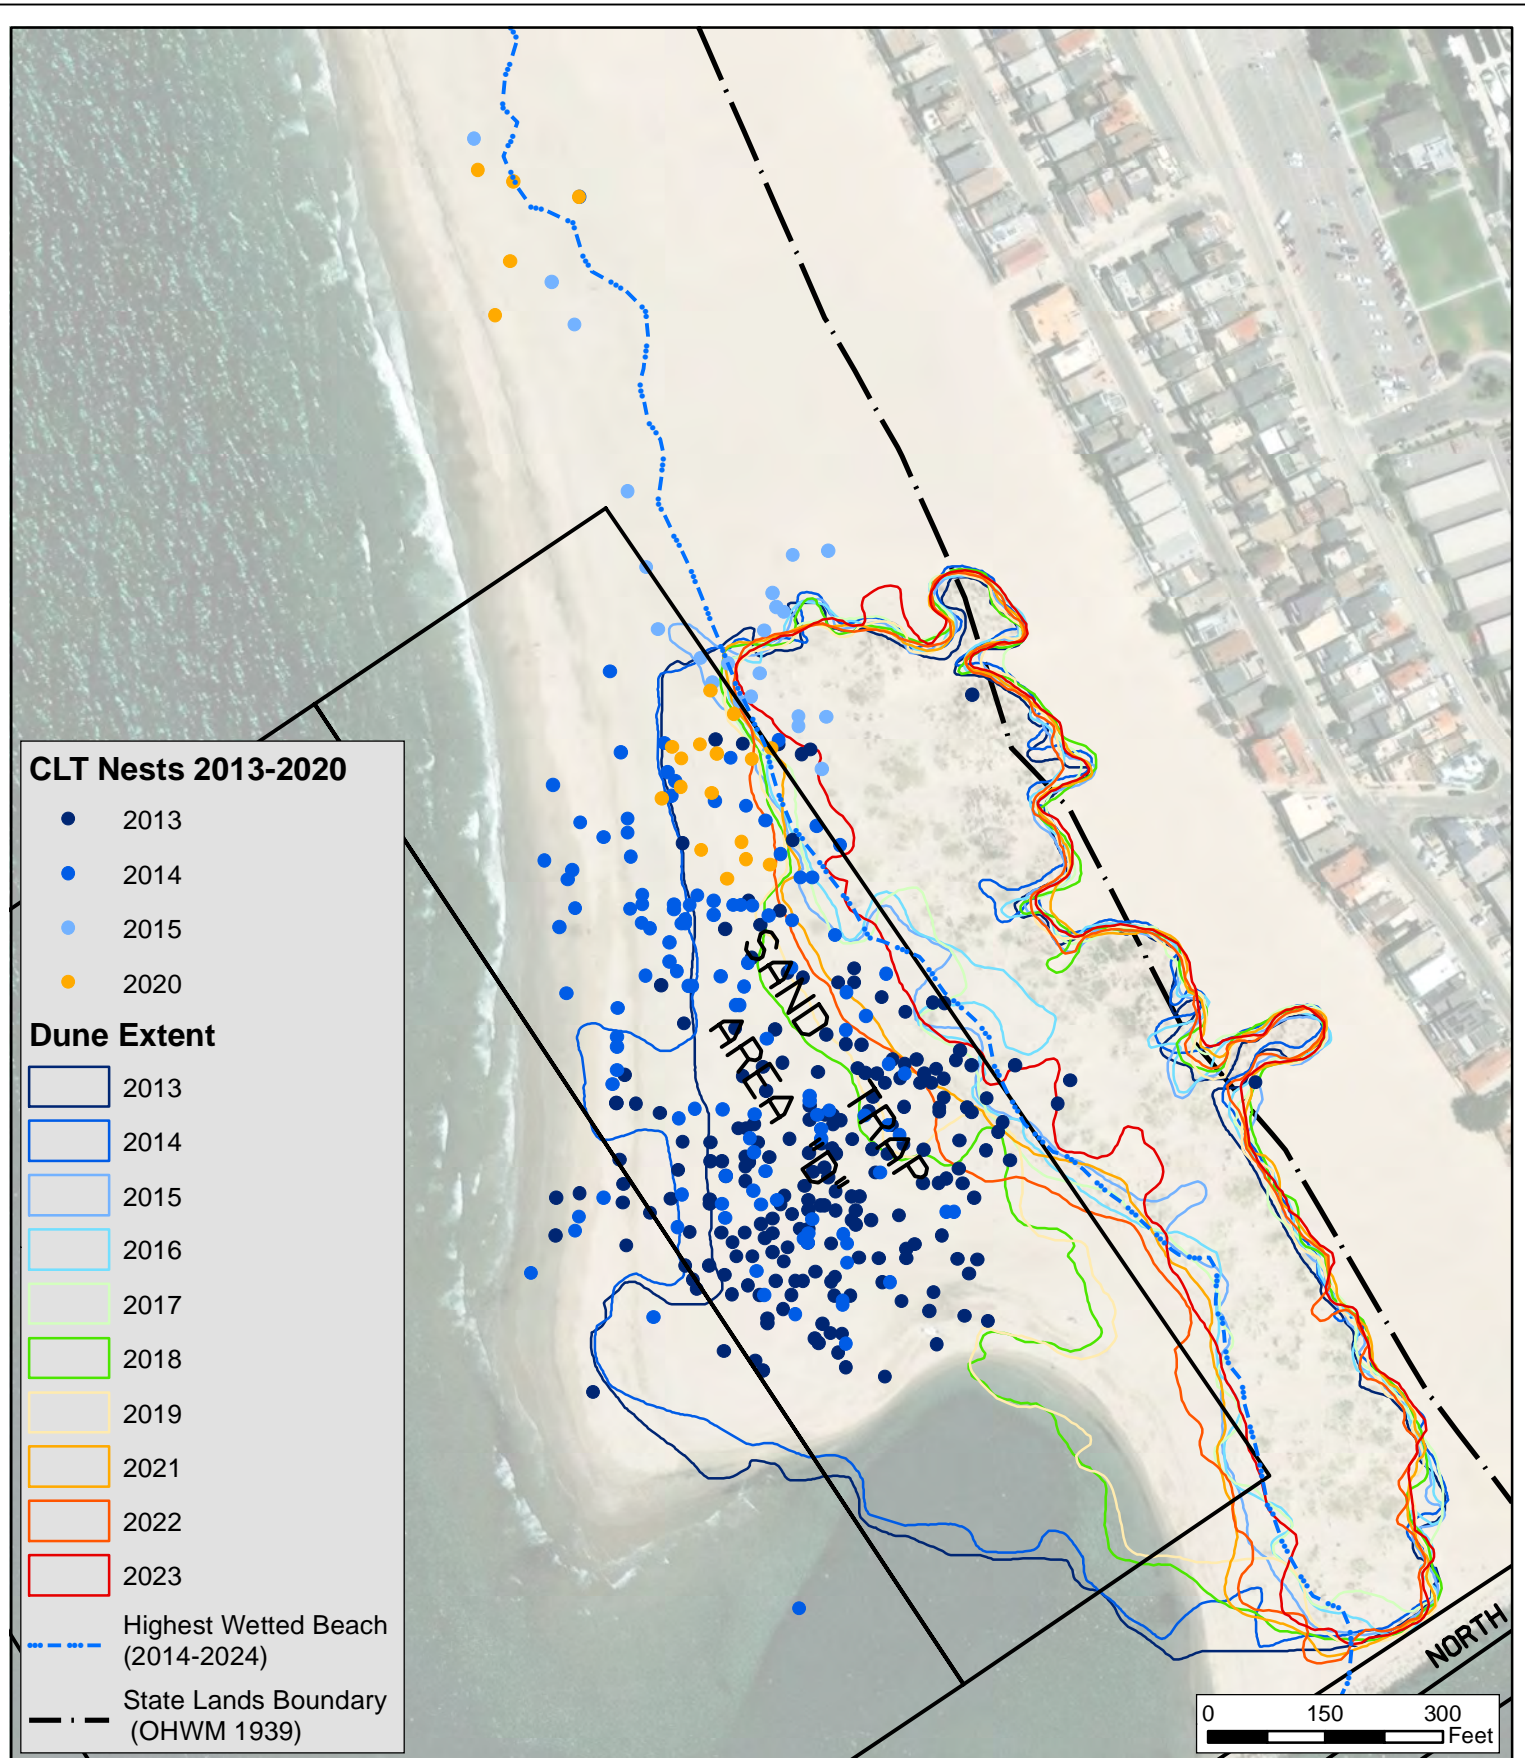 CLT Nests 2013-2020
2013
2014
2015
2020
Dune Extent
2013
2014
2015
2016
2017
2018
2019
2021
2022
2023
Highest Wetted Beach
(2014-2024)
State Lands Boundary
(OHWM 1939)
SAND TRAP
AREA "D"
NORTH
0 150 300
Feet